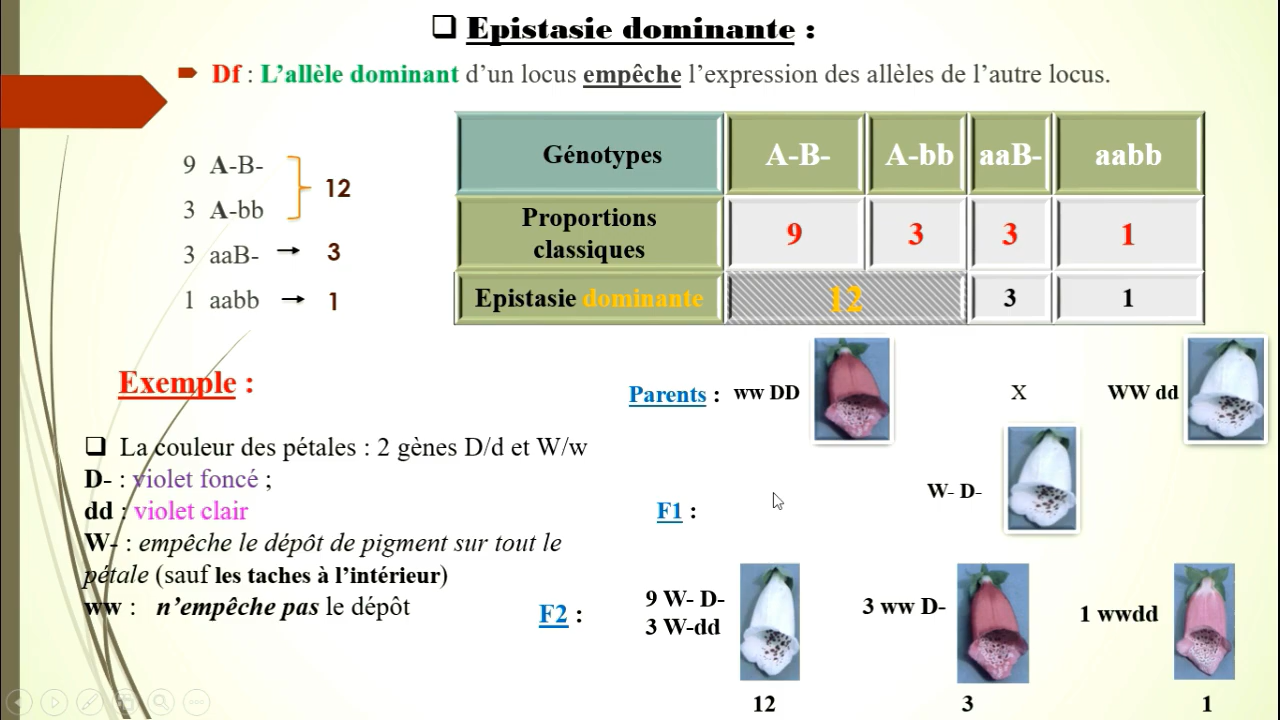 ❑ Epistasie dominante :
Df : L'allèle dominant d'un locus empêche l'expression des allèles de l'autre locus.
9 A-B-
3 A-bb
12
3 aaB- → 3
1 aabb → 1
Génotypes A-B- A-bb aaB- aabb
Proportions
classiques
9 3 3 1
Epistasie dominante 12 3 1
Exemple :
❑ La couleur des pétales : 2 gènes D/d et W/w
D- : violet foncé ;
dd : violet clair
W- : empêche le dépôt de pigment sur tout le
pétale (sauf les taches à l'intérieur)
ww : n'empêche pas le dépôt
Parents : ww DD X WW dd
F1 : W- D-
F2 :
9 W- D-
3 W-dd
3 ww D-
1 wwdd
12 3 1